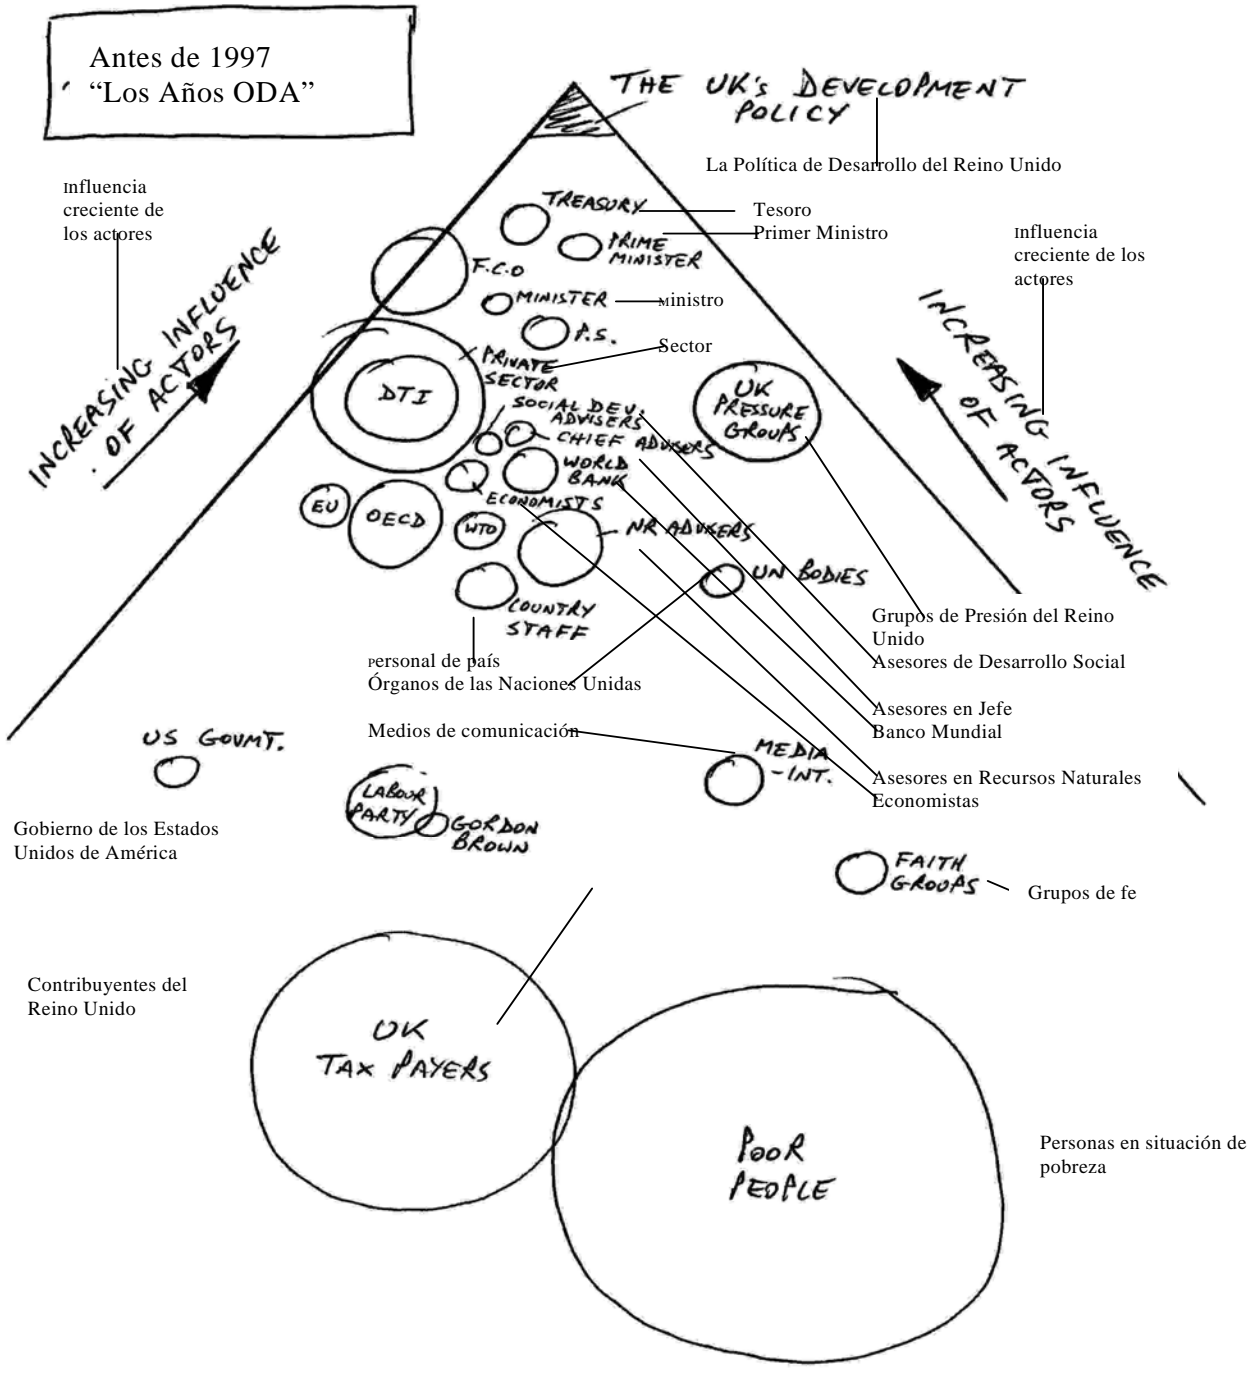 Antes de 1997
“Los Años ODA”
THE UK's DEVELOPMENT
POLICY
La Política de Desarrollo del Reino Unido
Influencia
creciente de
los actores
INCREASING INFLUENCE
OF ACTORS
TREASURY
Tesoro
PRIME
MINISTER
Primer Ministro
Influencia
creciente de los
actores
INCREASING INFLUENCE
OF ACTORS
F.C.O
MINISTER
Ministro
P.S.
PRIVATE
SECTOR
Sector
DTI
UK
PRESSURE
GROUPS
SOCIAL DEV.
ADVISERS
CHIEF ADVISERS
WORLD
BANK
ECONOMISTS
EU
OECD
WTO
NR ADVISERS
UN BODIES
COUNTRY
STAFF
Grupos de Presión del Reino
Unido
Asesores de Desarrollo Social
Personal de país
Órganos de las Naciones Unidas
Asesores en Jefe
Banco Mundial
Medios de comunicación
US GOVMT.
MEDIA
-INT.
Asesores en Recursos Naturales
Economistas
LABOUR
PARTY
GORDON
BROWN
Gobierno de los Estados
Unidos de América
FAITH
GROUPS
Grupos de fe
Contribuyentes del
Reino Unido
UK
TAX PAYERS
POOR
PEOPLE
Personas en situación de
pobreza